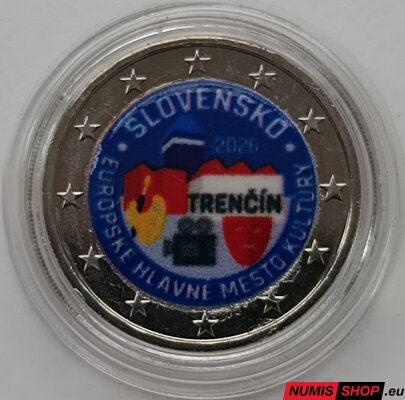 SLOVENSKO
2026
TRENČÍN
EURÓPSKE HLAVNÉ MESTO KULTÚRY
NUMIS SHOP.eu